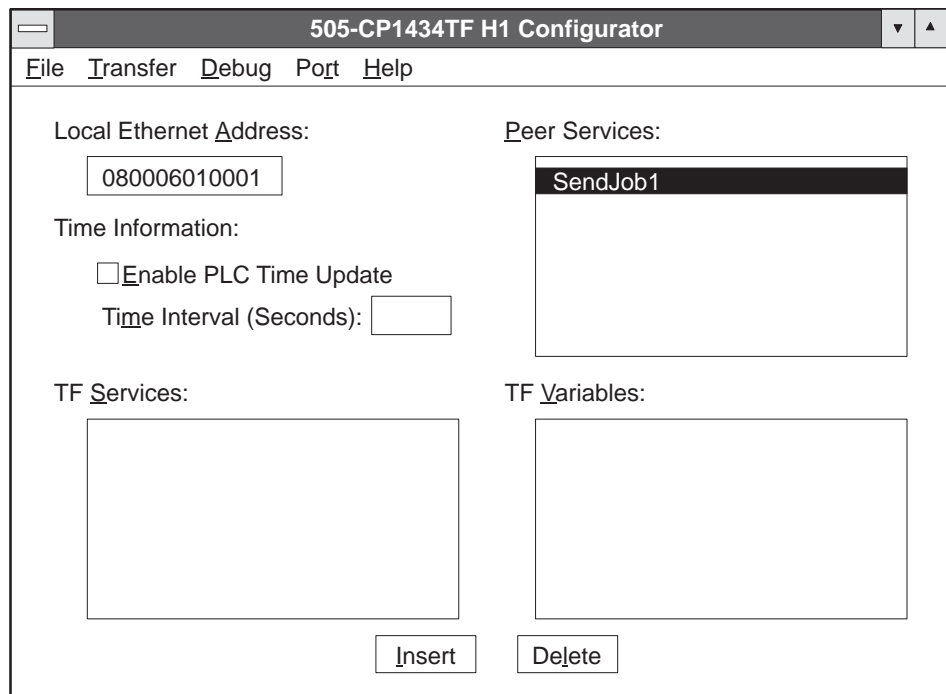 505-CP1434TF H1 Configurator
File Transfer Debug Port Help
Local Ethernet Address:
Peer Services:
080006010001
SendJob1
Time Information:
Enable PLC Time Update
Time Interval (Seconds):
TF Services:
TF Variables:
Insert
Delete